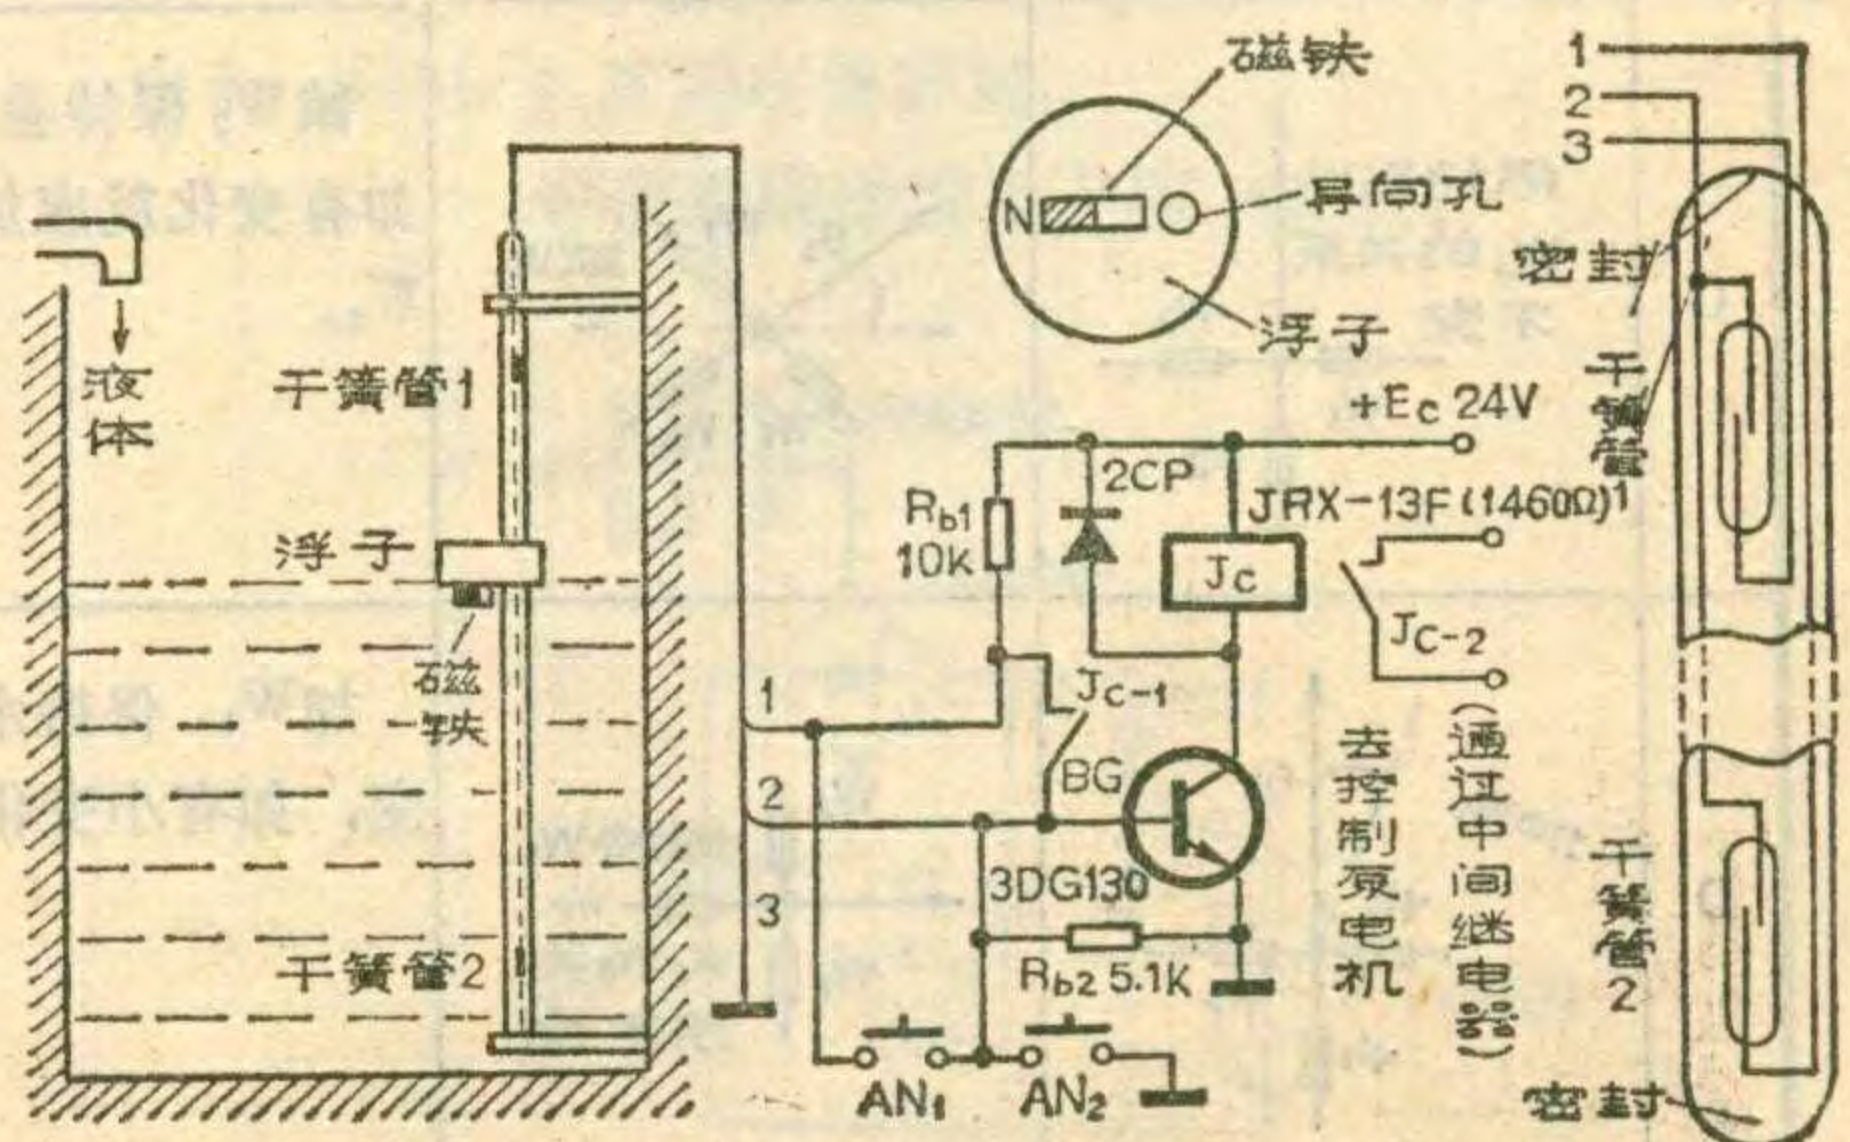 磁铁
导向孔
浮子
液体
干簧管1
浮子
磁铁
干簧管2
1
2
3
N
+Ec 24V
2CP
Rb1
10K
JRX-13F(1460Ω)
Jc
Jc-1
Jc-2
BG
3DG130
Rb2 5.1K
AN1
AN2
去控制泵电机
(通过中间继电器)
1
2
3
密封
干簧管1
干簧管2
密封